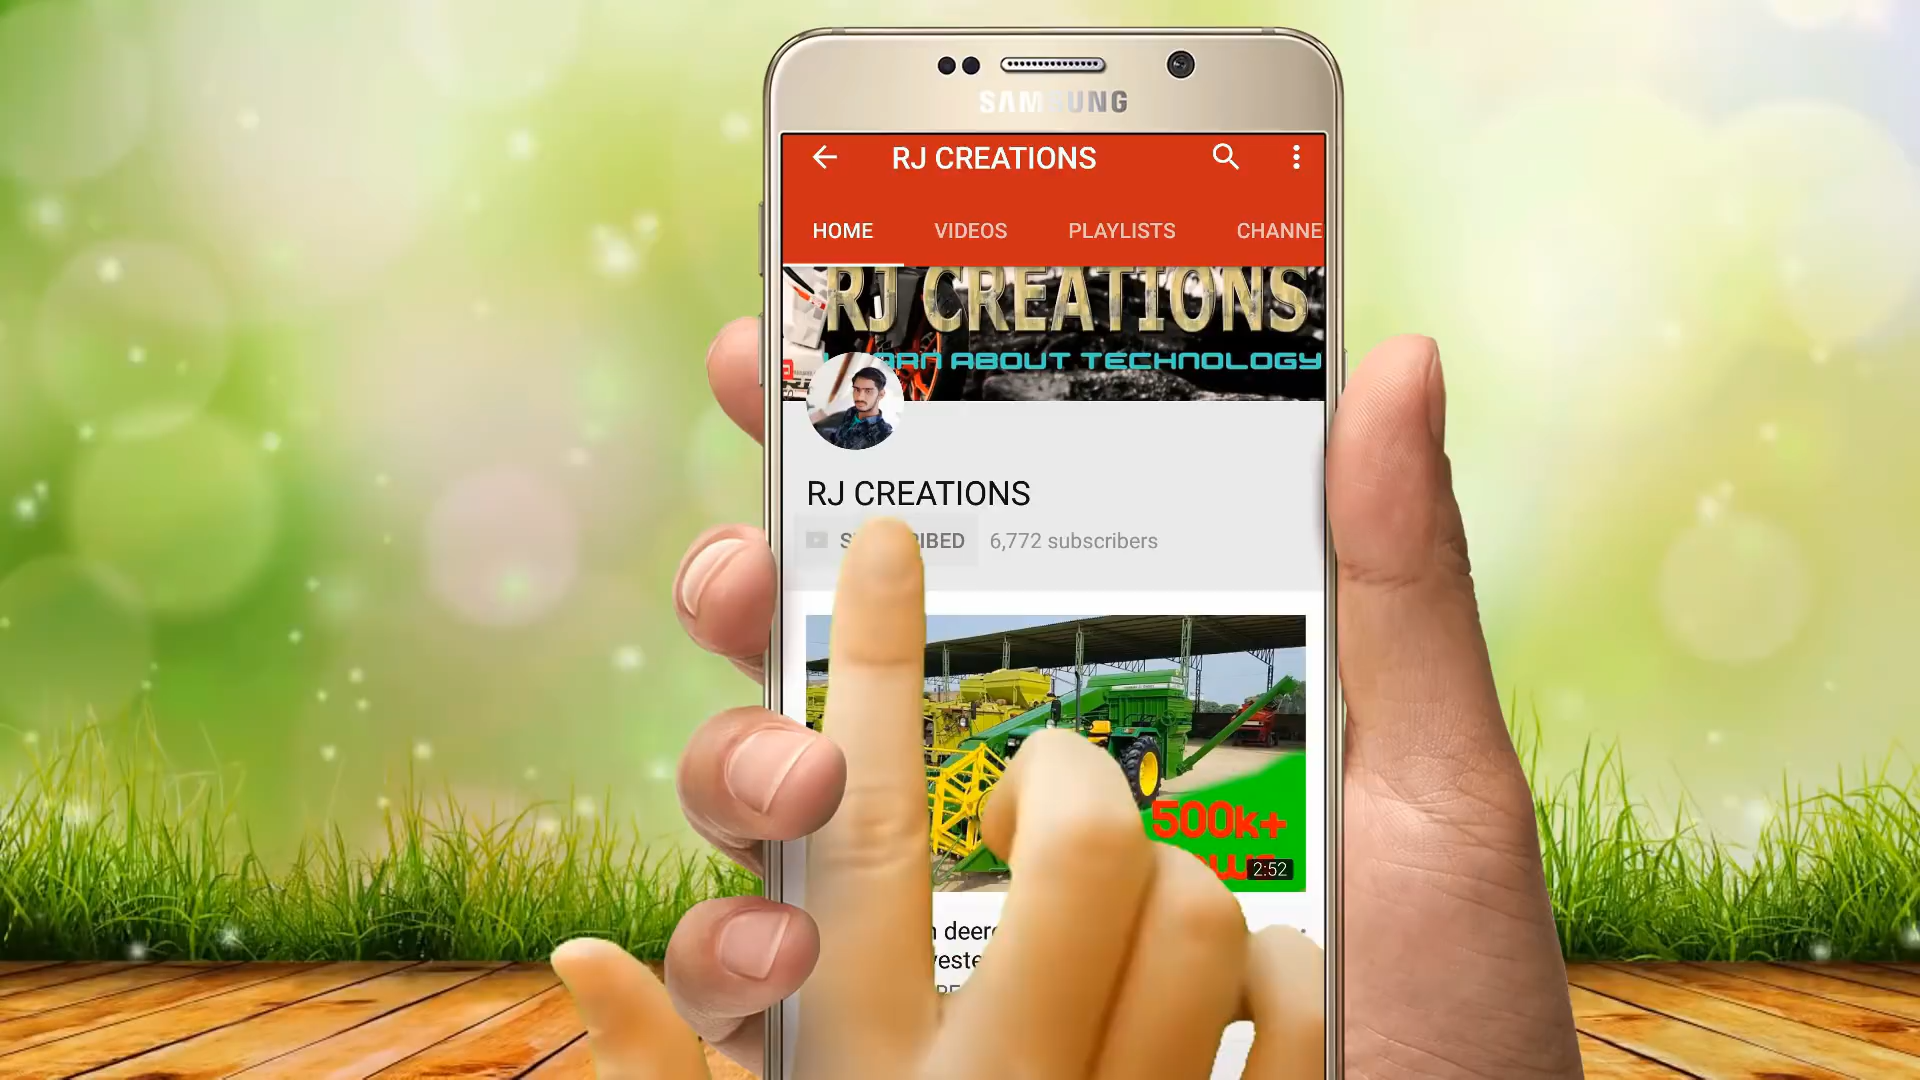 SAMSUNG
RJ CREATIONS
HOME VIDEOS PLAYLISTS CHANNE
RJ CREATIONS
ABOUT TECHNOLOGY
RJ CREATIONS
6,772 subscribers
500k+
2:52
deere